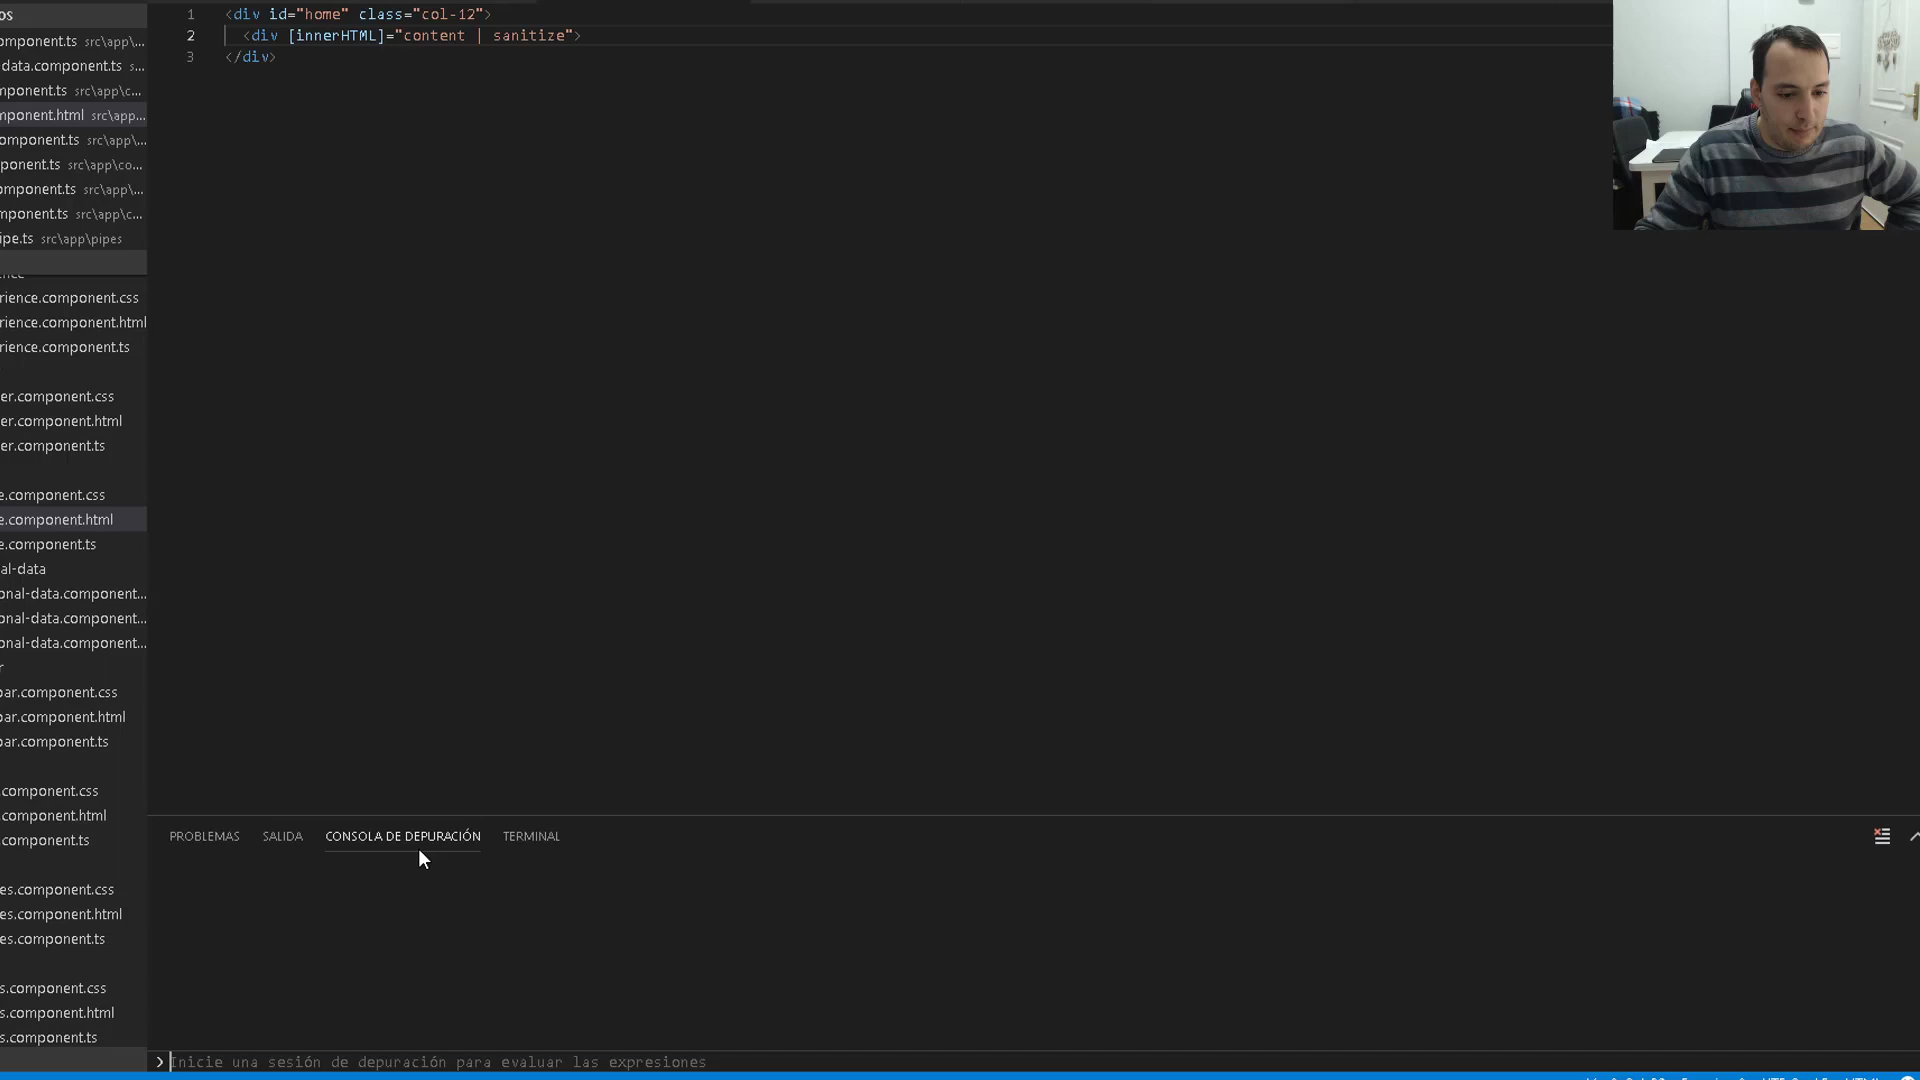 os
omponent.ts src\app\...
data.component.ts s...
mponent.ts src\app\c...
mponent.html src\app...
omponent.ts src\app\...
ponent.ts src\app\co...
omponent.ts src\app\...
mponent.ts src\app\c...
ipe.ts src\app\pipes
rience.component.css
rience.component.html
rience.component.ts
er.component.css
er.component.html
er.component.ts
e.component.css
e.component.html
e.component.ts
al-data
onal-data.component...
onal-data.component...
onal-data.component...
r
bar.component.css
bar.component.html
bar.component.ts
.component.css
.component.html
.component.ts
es.component.css
es.component.html
es.component.ts
s.component.css
s.component.html
s.component.ts
1 <div id="home" class="col-12">
2 <div [innerHTML]="content | sanitize">
3 </div>
PROBLEMAS SALIDA CONSOLA DE DEPURACIÓN TERMINAL
Inicie una sesión de depuración para evaluar las expresiones